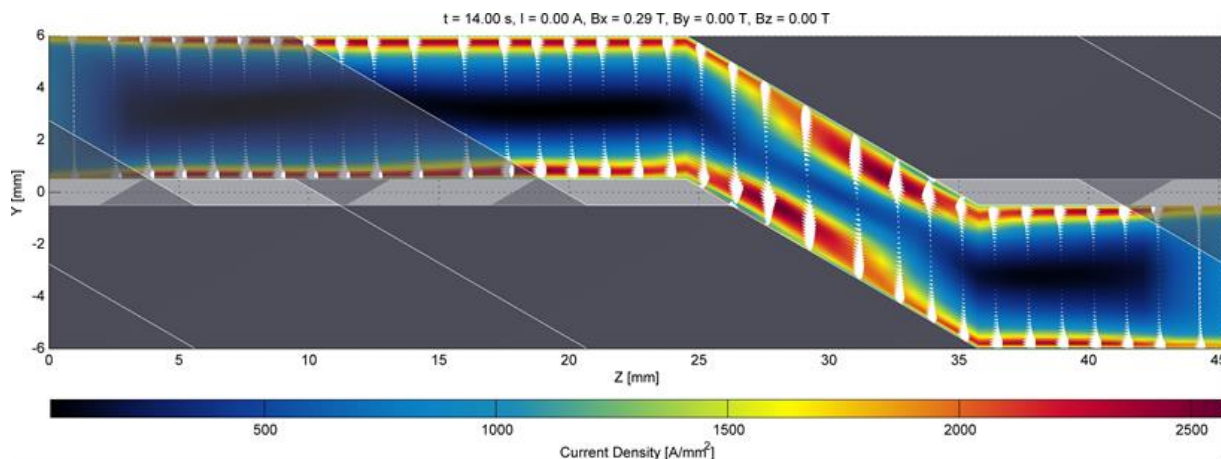 t = 14.00 s, I = 0.00 A, Bx = 0.29 T, By = 0.00 T, Bz = 0.00 T
6
4
2
0
-2
-4
-6
Y [mm]
0 5 10 15 20 25 30 35 40 45
Z [mm]
500 1000 1500 2000 2500
Current Density [A/mm²]